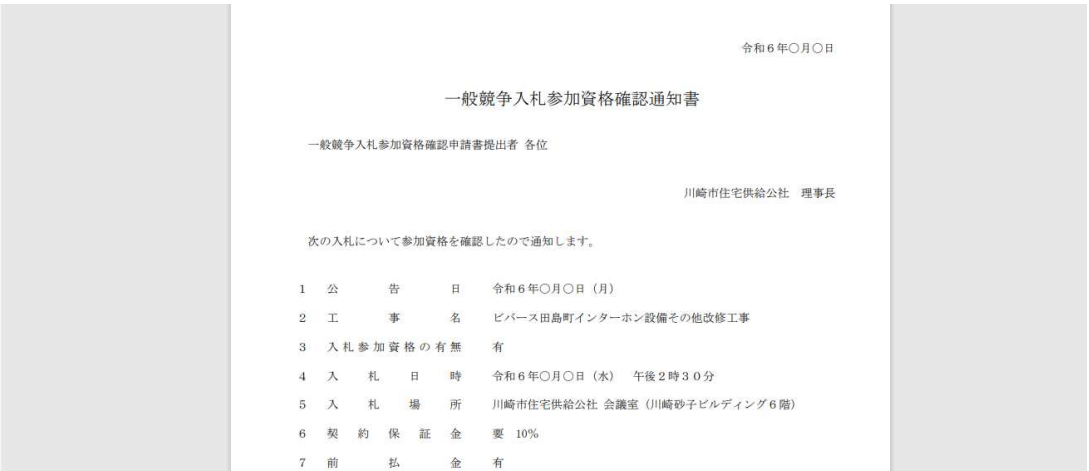 令和６年〇月〇日
一般競争入札参加資格確認通知書
一般競争入札参加資格確認申請書提出者 各位
川崎市住宅供給公社　理事長
次の入札について参加資格を確認したので通知します。
1　公告日　令和６年〇月〇日（月）
2　工事名　ビバース田島町インターホン設備その他改修工事
3　入札参加資格の有無　有
4　入札日時　令和６年〇月〇日（水）　午後２時３０分
5　入札場所　川崎市住宅供給公社 会議室（川崎砂子ビルディング６階）
6　契約保証金　要　10%
7　前払金　有